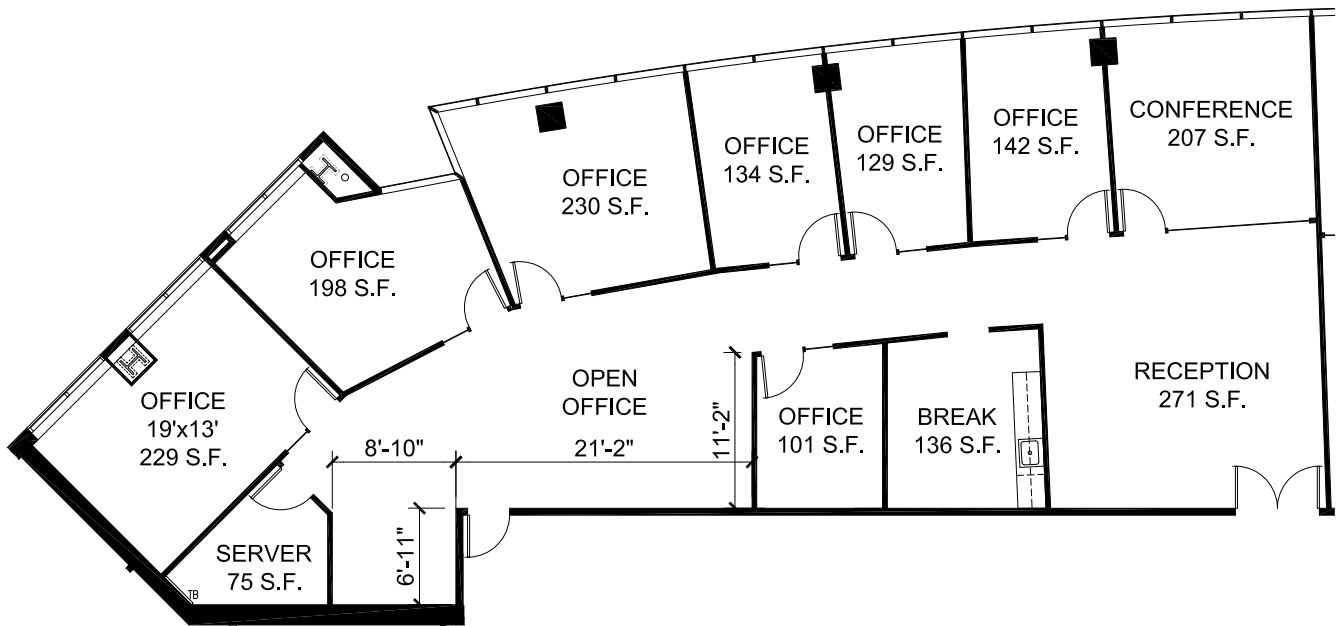 CONFERENCE
207 S.F.
OFFICE
142 S.F.
OFFICE
129 S.F.
OFFICE
134 S.F.
OFFICE
230 S.F.
OFFICE
198 S.F.
OFFICE
19'x13'
229 S.F.
OPEN
OFFICE
RECEPTION
271 S.F.
OFFICE
101 S.F.
BREAK
136 S.F.
11'-2"
8'-10"
21'-2"
6'-11"
SERVER
75 S.F.
TB